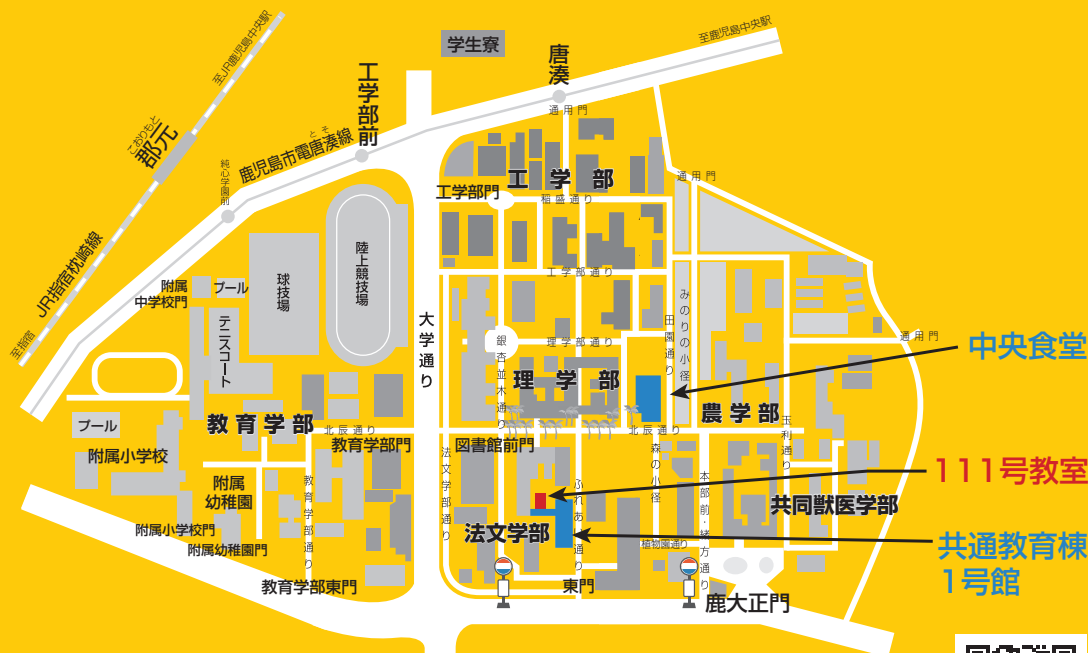 学生寮
至鹿児島中央駅
至JR鹿児島中央駅
唐湊
工学部前
通用門
こおりもと
郡元
とそ
鹿児島市電唐湊線
純心学園前
工学部門
工学部
稲盛通り
通用門
JR指宿枕崎線
至指宿
附属
中学校門
プール
球技場
陸上競技場
テニスコート
大学通り
工学部通り
みのりの小径
田園通り
理学部通り
銀杏並木通り
通用門
中央食堂
理学部
農学部
玉利通り
教育学部
北辰通り
教育学部門
図書館前門
北辰通り
プール
附属小学校
附属
幼稚園
教育学部通り
法文学部通り
森の小径
本部前・緒方通り
111号教室
共同獣医学部
ふれあい通り
法文学部
附属小学校門
附属幼稚園門
植物園通り
共通教育棟
1号館
教育学部東門
東門
鹿大正門